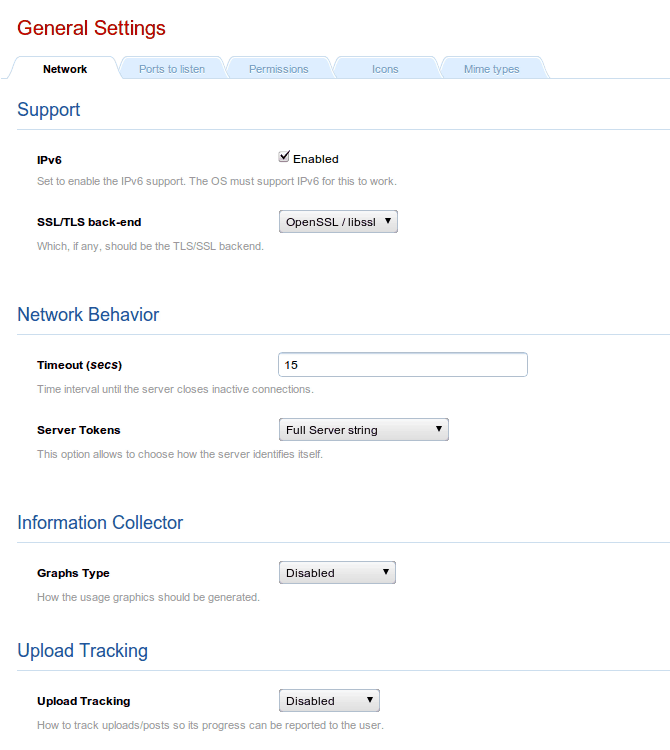 General Settings
Network Ports to listen Permissions Icons Mime types
Support
IPv6 Enabled
Set to enable the IPv6 support. The OS must support IPv6 for this to work.
SSL/TLS back-end OpenSSL / libssl
Which, if any, should be the TLS/SSL backend.
Network Behavior
Timeout (secs) 15
Time interval until the server closes inactive connections.
Server Tokens Full Server string
This option allows to choose how the server identifies itself.
Information Collector
Graphs Type Disabled
How the usage graphics should be generated.
Upload Tracking
Upload Tracking Disabled
How to track uploads/posts so its progress can be reported to the user.